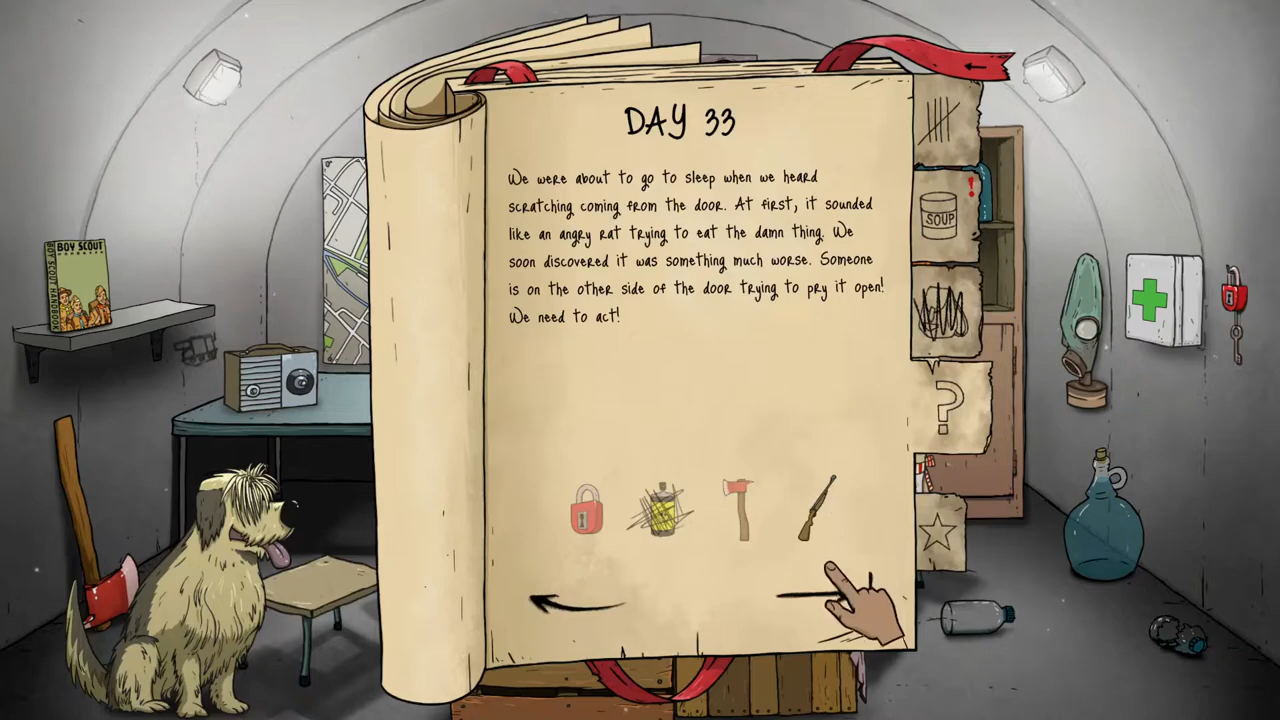 DAY 33
We were about to go to sleep when we heard
scratching coming from the door. At first, it sounded
like an angry rat trying to eat the damn thing. We
soon discovered it was something much worse. Someone
is on the other side of the door trying to pry it open!
We need to act!
SOUP
!
?
BOY SCOUT
BOY SCOUT HANDBOOK